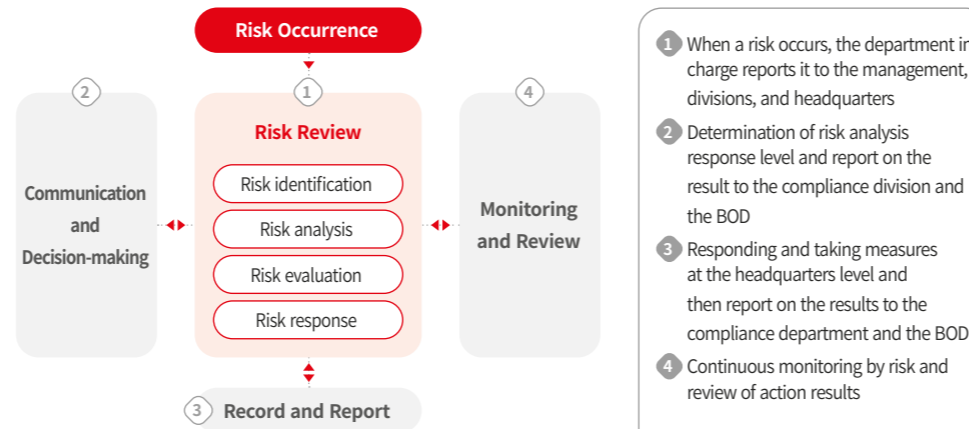 Risk Occurrence
2
1
4
Risk Review
Risk identification
Risk analysis
Risk evaluation
Risk response
Communication
and
Decision-making
Monitoring
and Review
3 Record and Report
1 When a risk occurs, the department in
charge reports it to the management,
divisions, and headquarters
2 Determination of risk analysis
response level and report on the
result to the compliance division and
the BOD
3 Responding and taking measures
at the headquarters level and
then report on the results to the
compliance department and the BOD
4 Continuous monitoring by risk and
review of action results